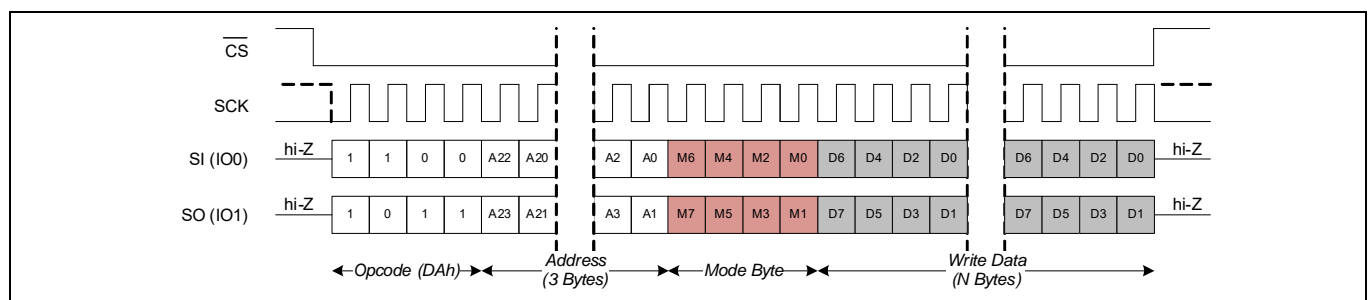 CS
SCK
SI (IO0) hi-Z 1 1 0 0 A22 A20 A2 A0 M6 M4 M2 M0 D6 D4 D2 D0 D6 D4 D2 D0 hi-Z
SO (IO1) hi-Z 1 0 1 1 A23 A21 A3 A1 M7 M5 M3 M1 D7 D5 D3 D1 D7 D5 D3 D1 hi-Z
Opcode (DAh) Address Mode Byte Write Data
(3 Bytes) (N Bytes)